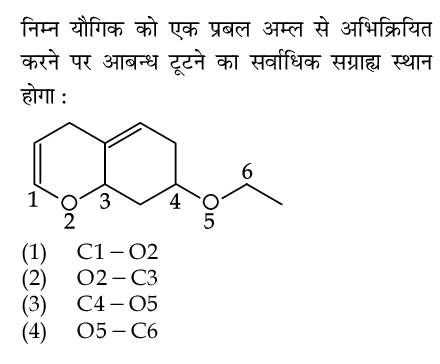 निम्न यौगिक को एक प्रबल अम्ल से अभिक्रियित
करने पर आबन्ध टूटने का सर्वाधिक सग्राह्य स्थान
होगा :
6
1 O 3 4 O
2 5
(1) C1 – O2
(2) O2 – C3
(3) C4 – O5
(4) O5 – C6